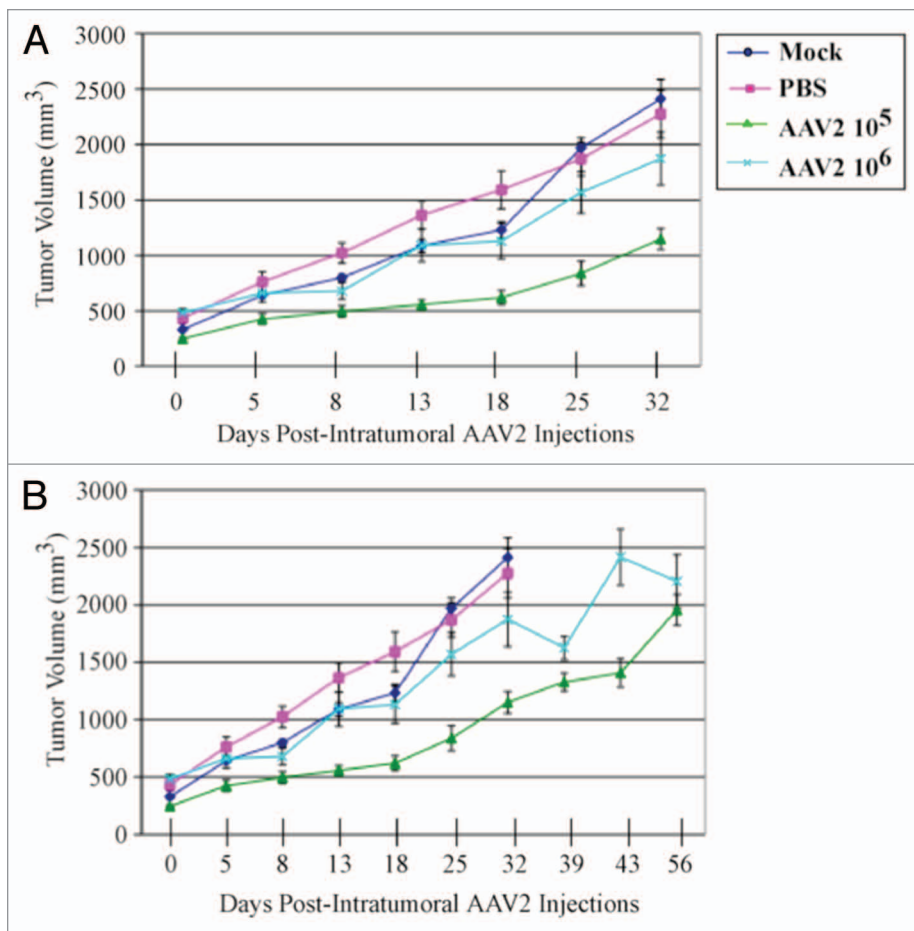 A
3000
2500
2000
1500
1000
500
0
Tumor Volume (mm³)
0 5 8 13 18 25 32
Days Post-Intratumoral AAV2 Injections
Mock
PBS
AAV2 10⁵
AAV2 10⁶
B
3000
2500
2000
1500
1000
500
0
Tumor Volume (mm³)
0 5 8 13 18 25 32 39 43 56
Days Post-Intratumoral AAV2 Injections